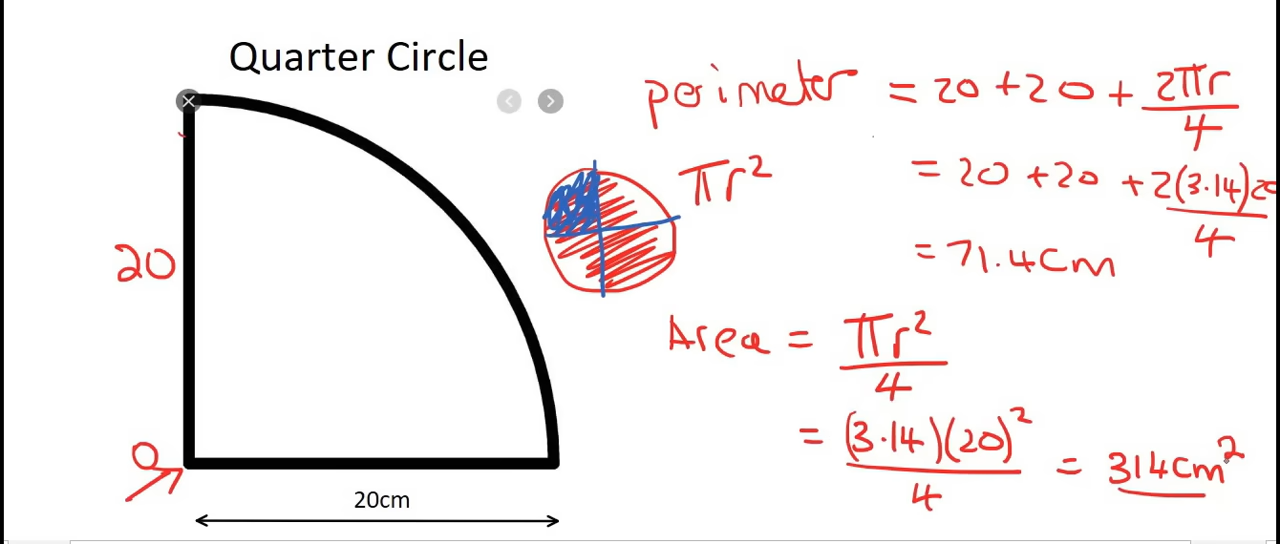 Quarter Circle
perimeter = 20 + 20 + 2πr/4
πr²
= 20 + 20 + 2(3.14)20/4
= 71.4cm
20
Area = πr²/4
= (3.14)(20)²/4 = 314cm²
O
20cm